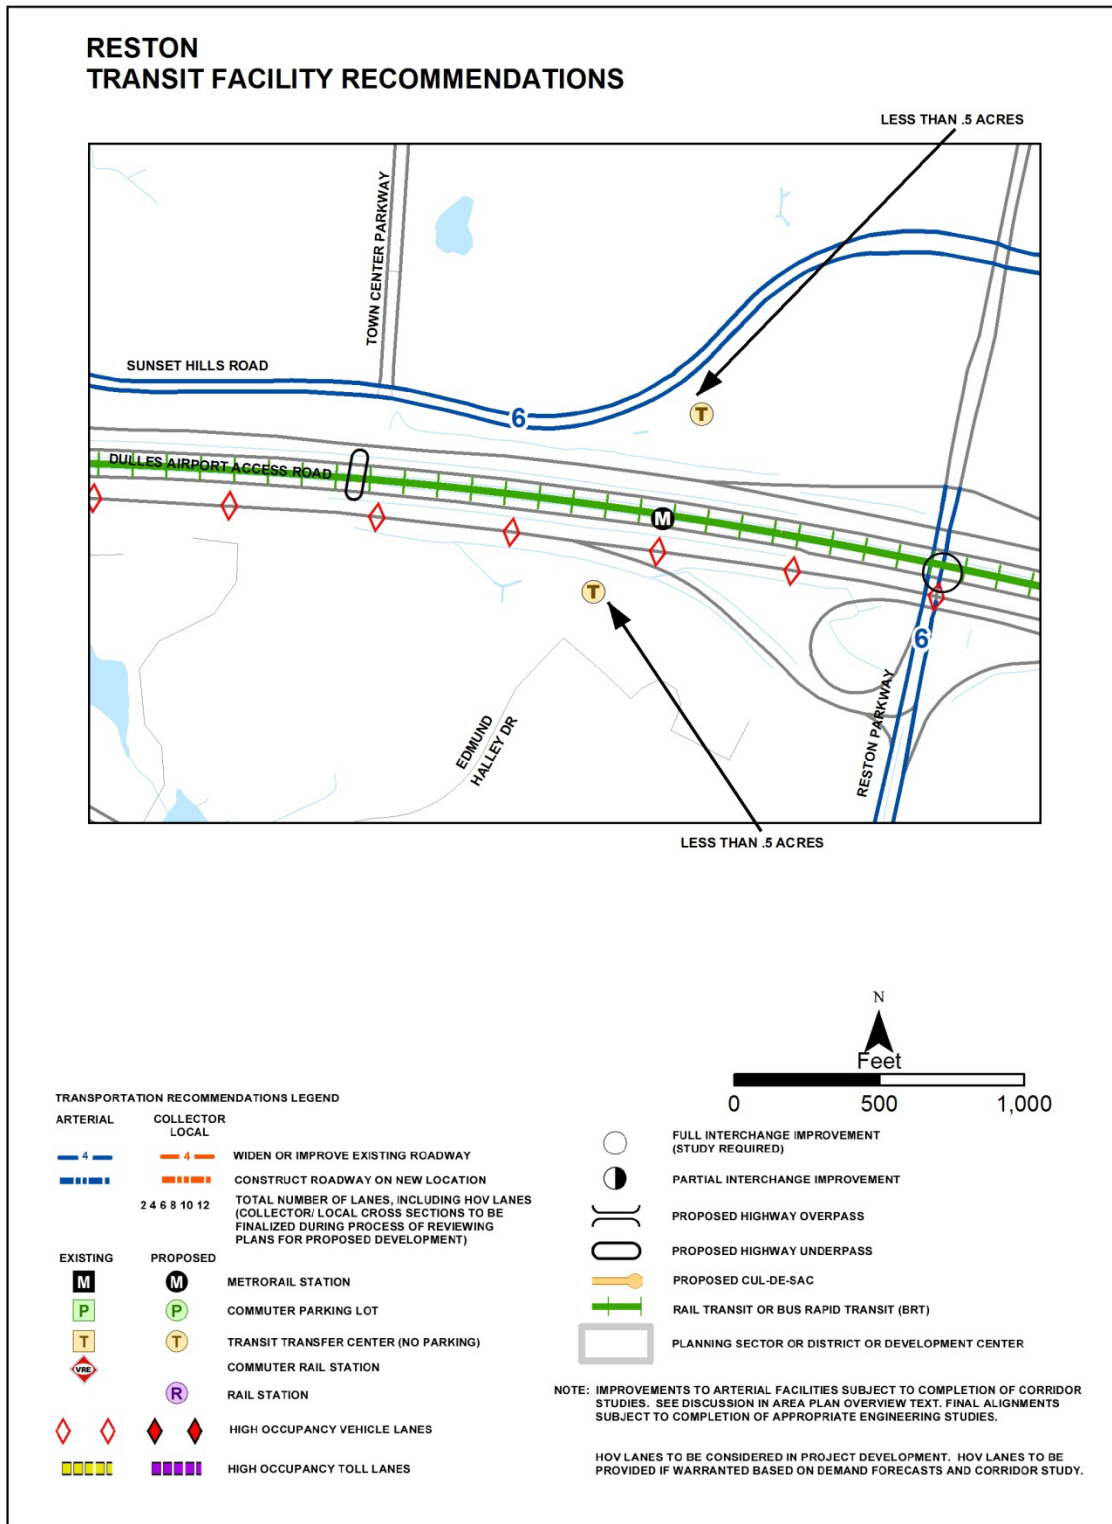 RESTON
TRANSIT FACILITY RECOMMENDATIONS
LESS THAN .5 ACRES
TOWN CENTER PARKWAY
SUNSET HILLS ROAD
6
T
DULLES AIRPORT ACCESS ROAD
M
T
6
RESTON PARKWAY
EDMUND
HALLEY DR
LESS THAN .5 ACRES
N
Feet
0 500 1,000
TRANSPORTATION RECOMMENDATIONS LEGEND
ARTERIAL
COLLECTOR
LOCAL
4 4 WIDEN OR IMPROVE EXISTING ROADWAY
CONSTRUCT ROADWAY ON NEW LOCATION
2 4 6 8 10 12 TOTAL NUMBER OF LANES, INCLUDING HOV LANES
(COLLECTOR/ LOCAL CROSS SECTIONS TO BE
FINALIZED DURING PROCESS OF REVIEWING
PLANS FOR PROPOSED DEVELOPMENT)
EXISTING PROPOSED
M M METRORAIL STATION
P P COMMUTER PARKING LOT
T T TRANSIT TRANSFER CENTER (NO PARKING)
VRE COMMUTER RAIL STATION
R RAIL STATION
HIGH OCCUPANCY VEHICLE LANES
HIGH OCCUPANCY TOLL LANES
FULL INTERCHANGE IMPROVEMENT
(STUDY REQUIRED)
PARTIAL INTERCHANGE IMPROVEMENT
PROPOSED HIGHWAY OVERPASS
PROPOSED HIGHWAY UNDERPASS
PROPOSED CUL-DE-SAC
RAIL TRANSIT OR BUS RAPID TRANSIT (BRT)
PLANNING SECTOR OR DISTRICT OR DEVELOPMENT CENTER
NOTE: IMPROVEMENTS TO ARTERIAL FACILITIES SUBJECT TO COMPLETION OF CORRIDOR
STUDIES. SEE DISCUSSION IN AREA PLAN OVERVIEW TEXT. FINAL ALIGNMENTS
SUBJECT TO COMPLETION OF APPROPRIATE ENGINEERING STUDIES.
HOV LANES TO BE CONSIDERED IN PROJECT DEVELOPMENT. HOV LANES TO BE
PROVIDED IF WARRANTED BASED ON DEMAND FORECASTS AND CORRIDOR STUDY.